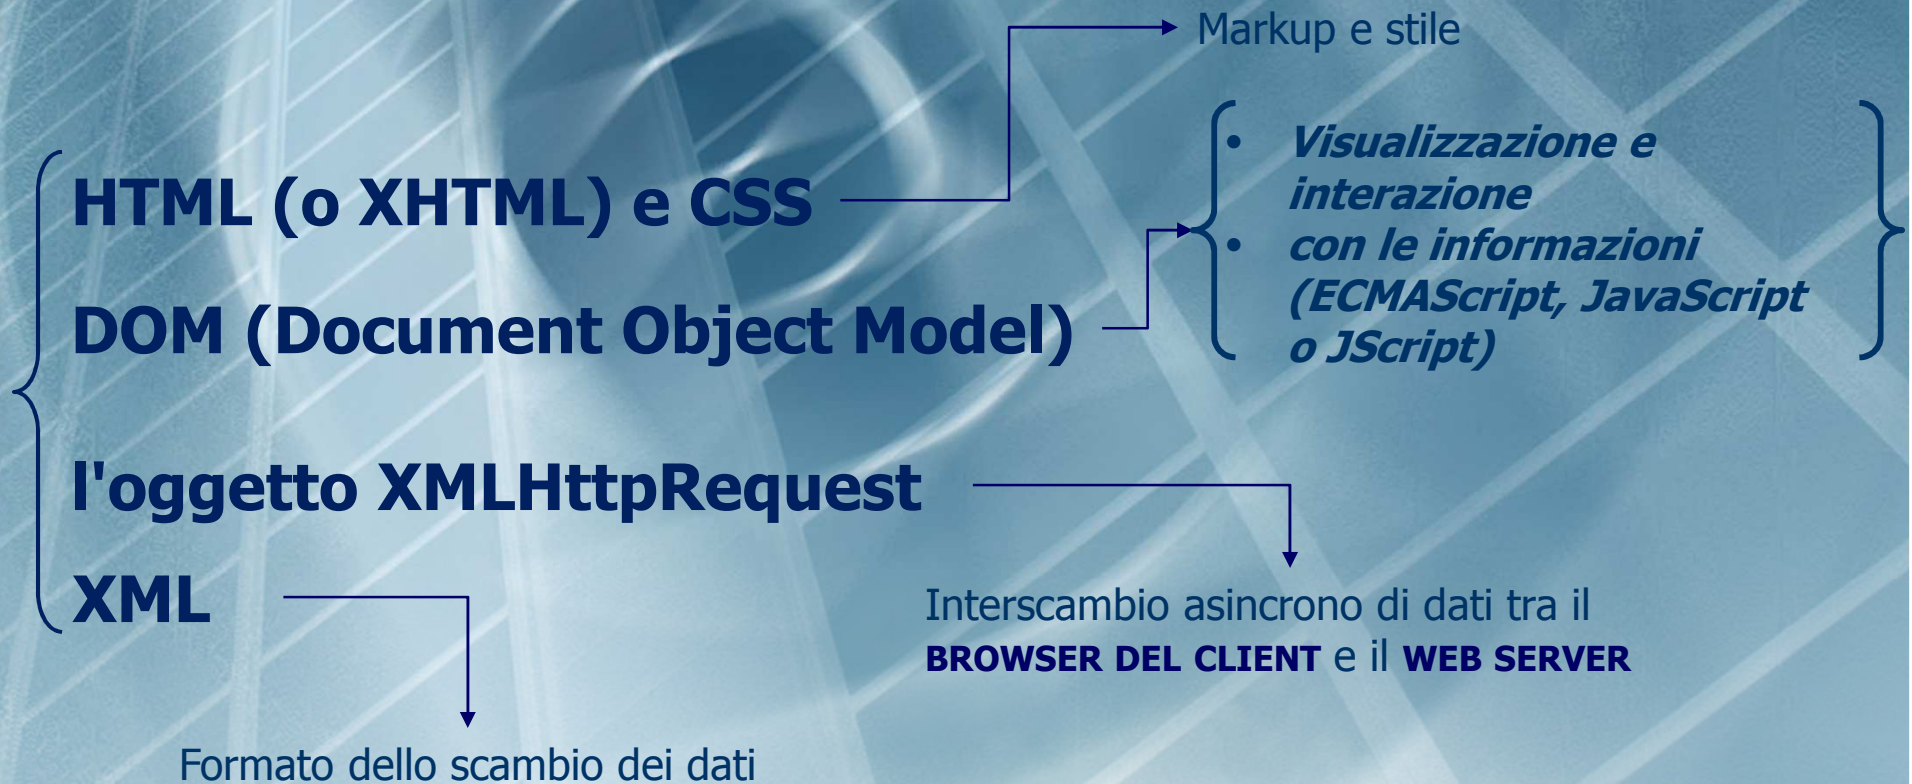 Markup e stile
HTML (o XHTML) e CSS
• Visualizzazione e
interazione
• con le informazioni
(ECMAScript, JavaScript
o JScript)
DOM (Document Object Model)
l'oggetto XMLHttpRequest
Interscambio asincrono di dati tra il
BROWSER DEL CLIENT e il WEB SERVER
XML
Formato dello scambio dei dati